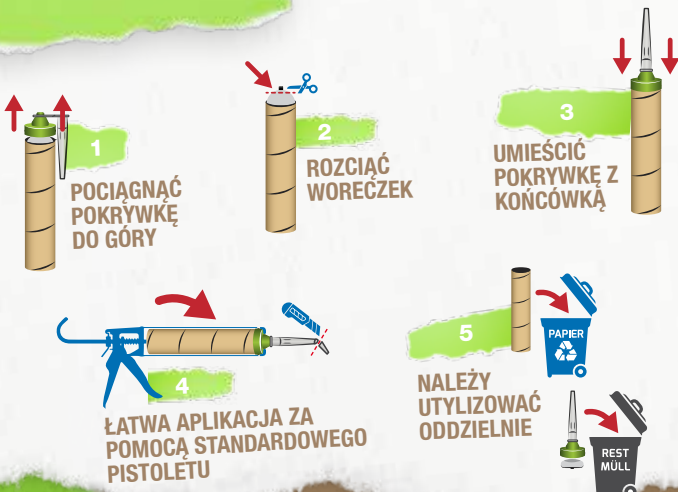 1
POCIĄGNĄĆ
POKRYWKĘ
DO GÓRY
2
ROZCIĄĆ
WORECZEK
3
UMIEŚCIĆ
POKRYWKĘ Z
KOŃCÓWKĄ
4
ŁATWA APLIKACJA ZA
POMOCĄ STANDARDOWEGO
PISTOLETU
5
NALEŻY
UTYLIZOWAĆ
ODDZIELNIE
PAPIER
REST
MÜLL